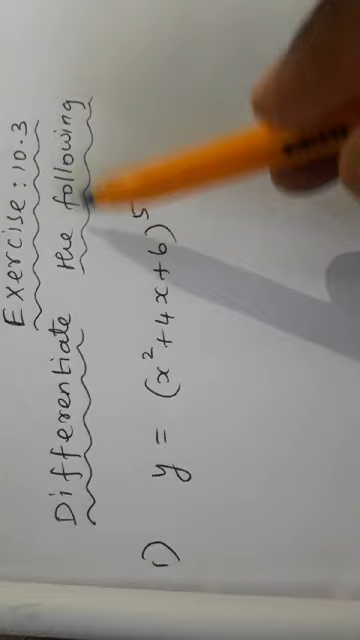 Exercise: 10.3
Differentiate the following
1) y = (x² + 4x + 6)⁵